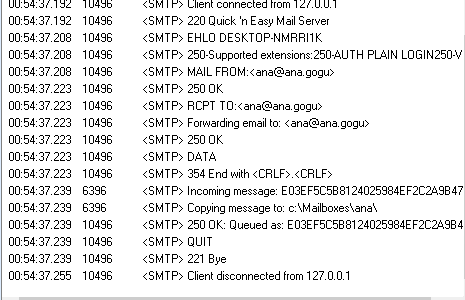 00:54:37.192 10496 <SMTP> Client connected from 127.0.0.1
00:54:37.192 10496 <SMTP> 220 Quick 'n Easy Mail Server
00:54:37.208 10496 <SMTP> EHLO DESKTOP-NMRRI1K
00:54:37.208 10496 <SMTP> 250-Supported extensions:250-AUTH PLAIN LOGIN250-V
00:54:37.208 10496 <SMTP> MAIL FROM:<ana@ana.gogu>
00:54:37.223 10496 <SMTP> 250 OK
00:54:37.223 10496 <SMTP> RCPT TO:<ana@ana.gogu>
00:54:37.223 10496 <SMTP> Forwarding email to: <ana@ana.gogu>
00:54:37.223 10496 <SMTP> 250 OK
00:54:37.223 10496 <SMTP> DATA
00:54:37.223 10496 <SMTP> 354 End with <CRLF>.<CRLF>
00:54:37.239 6396 <SMTP> Incoming message: E03EF5C5B8124025984EF2C2A9B47
00:54:37.239 6396 <SMTP> Copying message to: c:\Mailboxes\ana\
00:54:37.239 10496 <SMTP> 250 OK: Queued as: E03EF5C5B8124025984EF2C2A9B4
00:54:37.239 10496 <SMTP> QUIT
00:54:37.239 10496 <SMTP> 221 Bye
00:54:37.255 10496 <SMTP> Client disconnected from 127.0.0.1